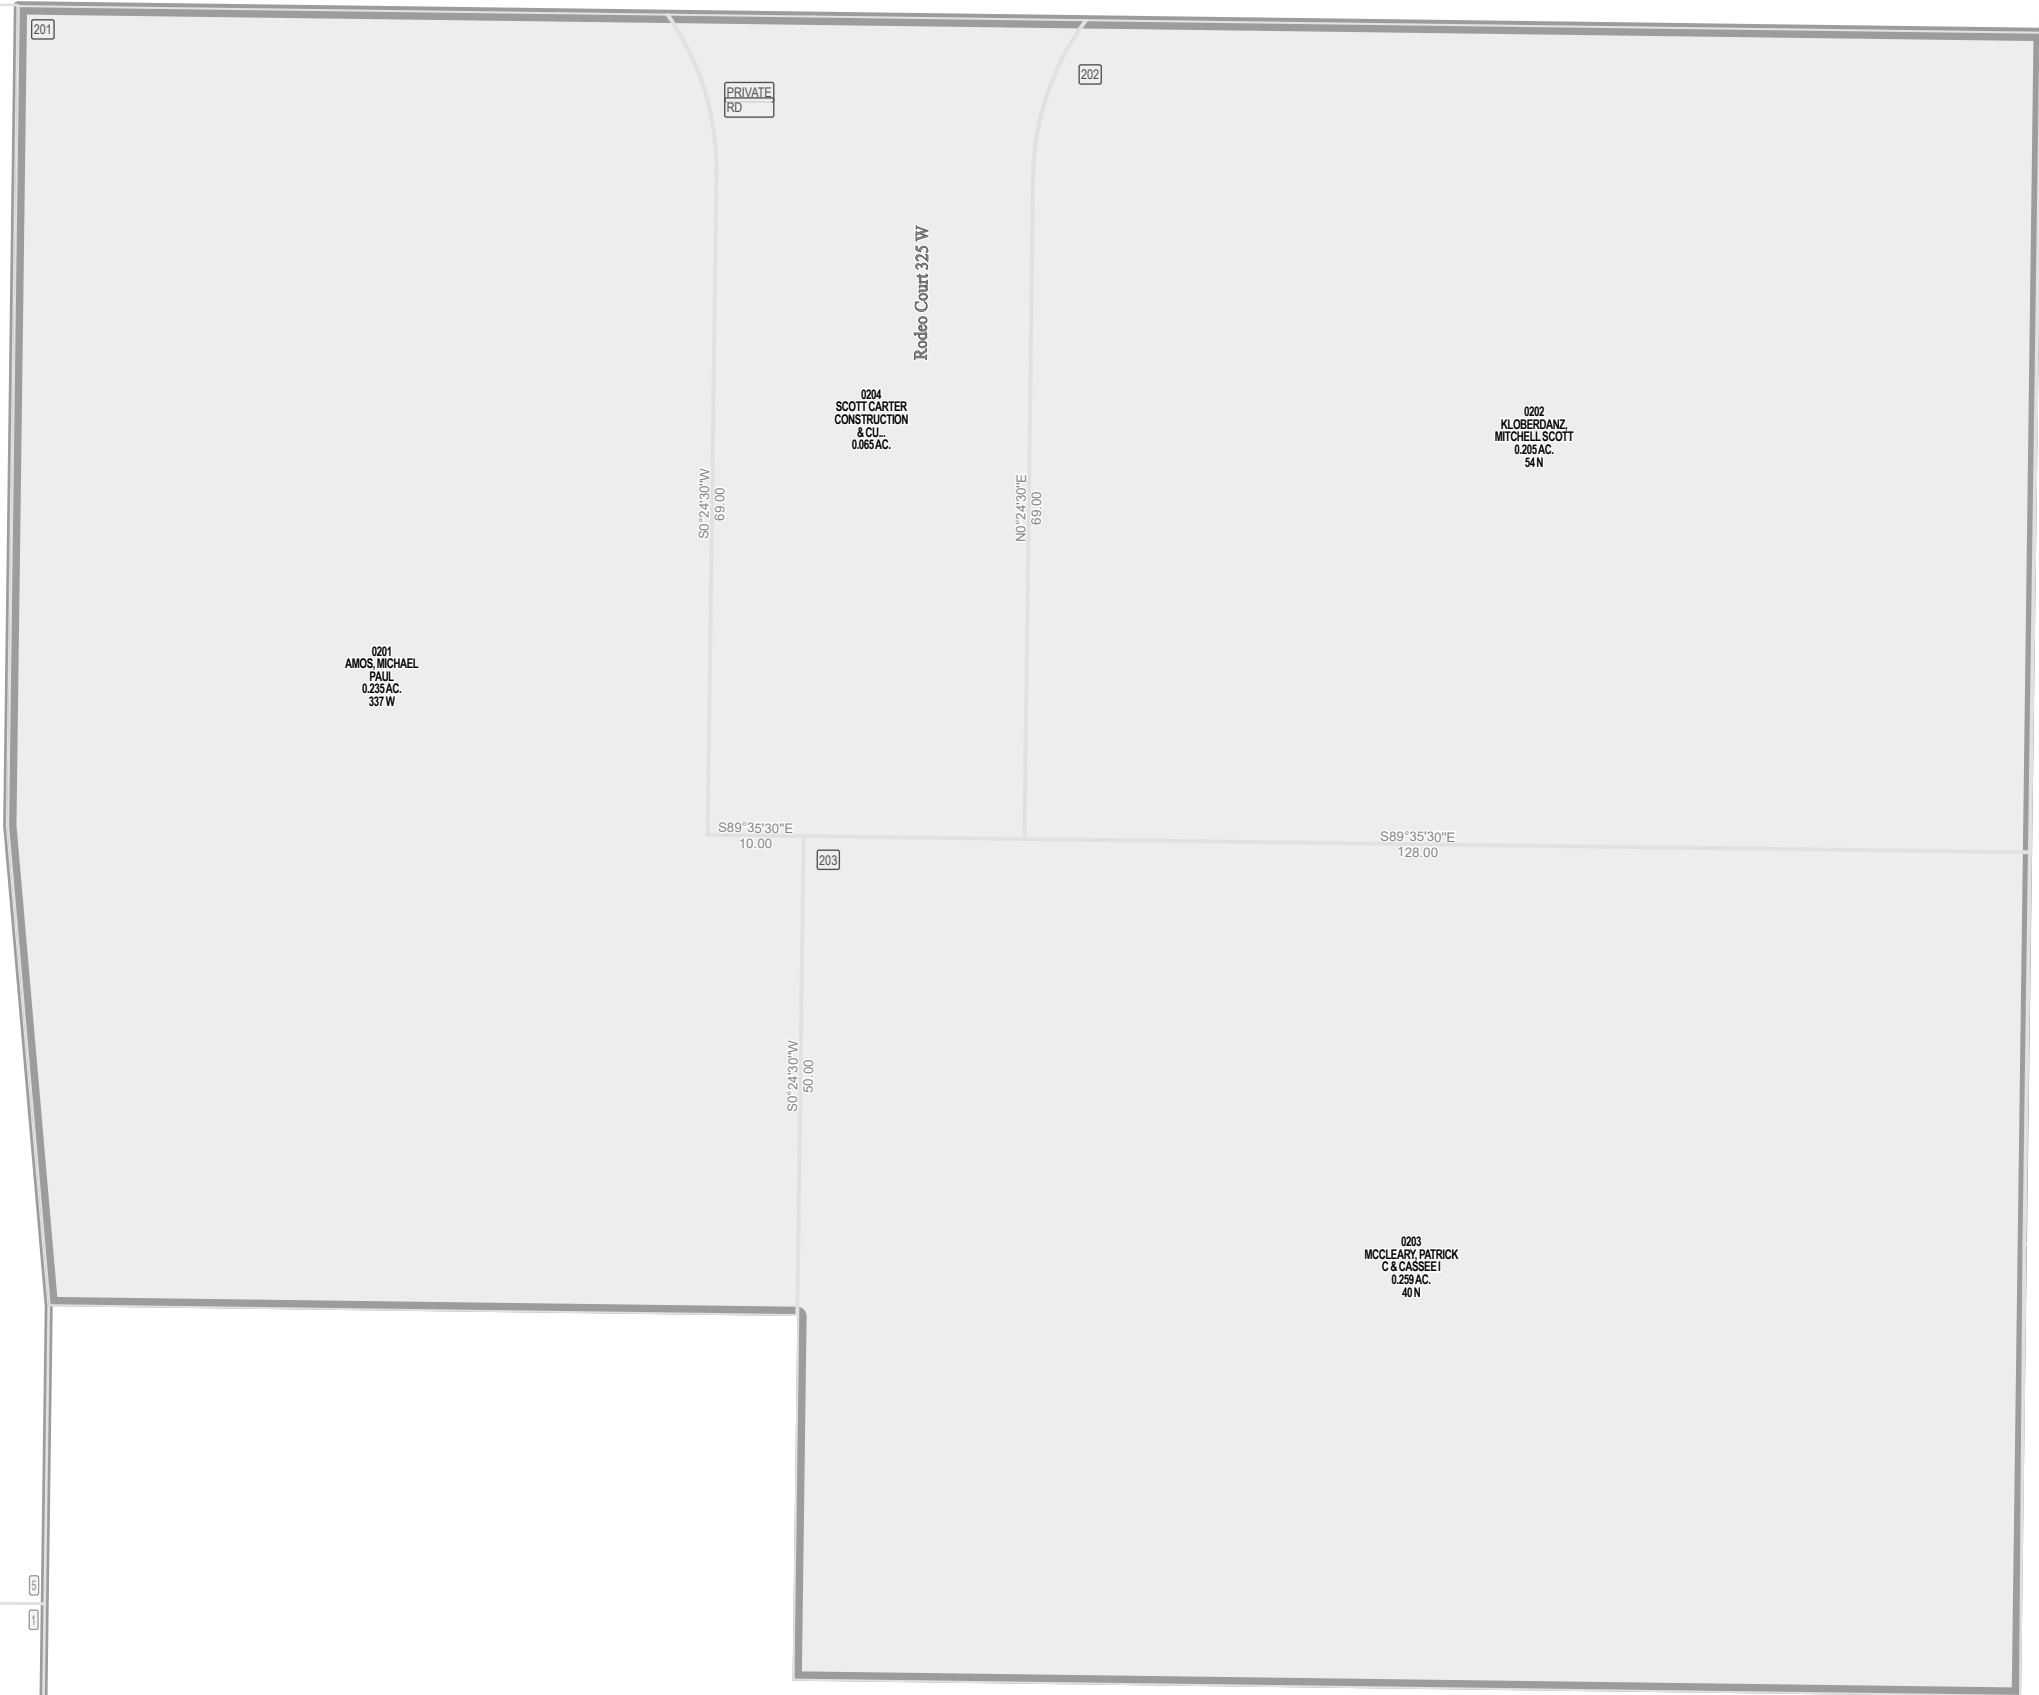 201
202
PRIVATE
RD
Rodeo Court 325 W
0204
SCOTT CARTER
CONSTRUCTION
& CU...
0.065 AC.
0202
KLOBERDANZ,
MITCHELL SCOTT
0.205 AC.
54 N
S0°24'30"W
69.00
N0°24'30"E
69.00
0201
AMOS, MICHAEL
PAUL
0.235 AC.
337 W
S89°35'30"E
10.00
S89°35'30"E
128.00
203
S0°24'30"W
50.00
0203
MCCLEARY, PATRICK
C & CASSEE I
0.259 AC.
40 N
5
1